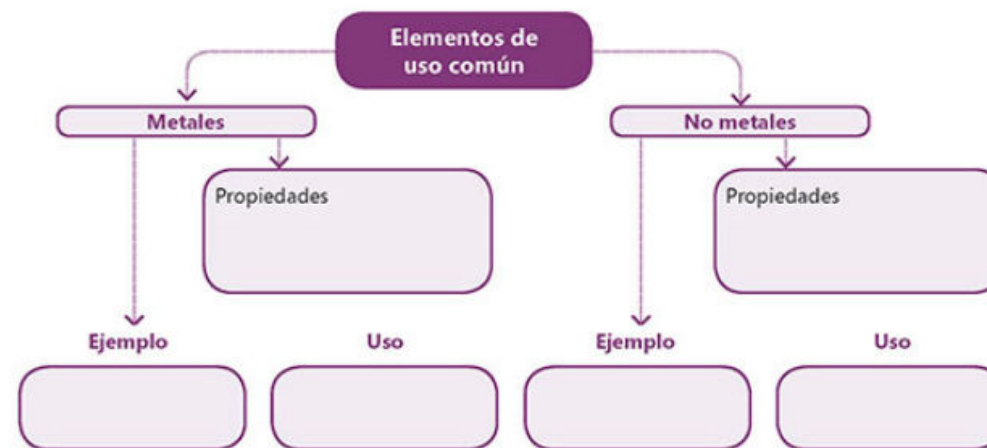 Elementos de
uso común
Metales
No metales
Propiedades
Propiedades
Ejemplo
Uso
Ejemplo
Uso